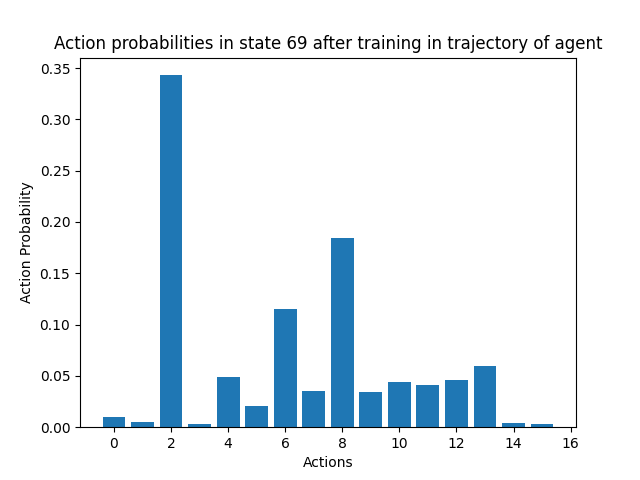 Action probabilities in state 69 after training in trajectory of agent
0.35
0.30
0.25
0.20
0.15
0.10
0.05
0.00
Action Probability
0 2 4 6 8 10 12 14 16
Actions